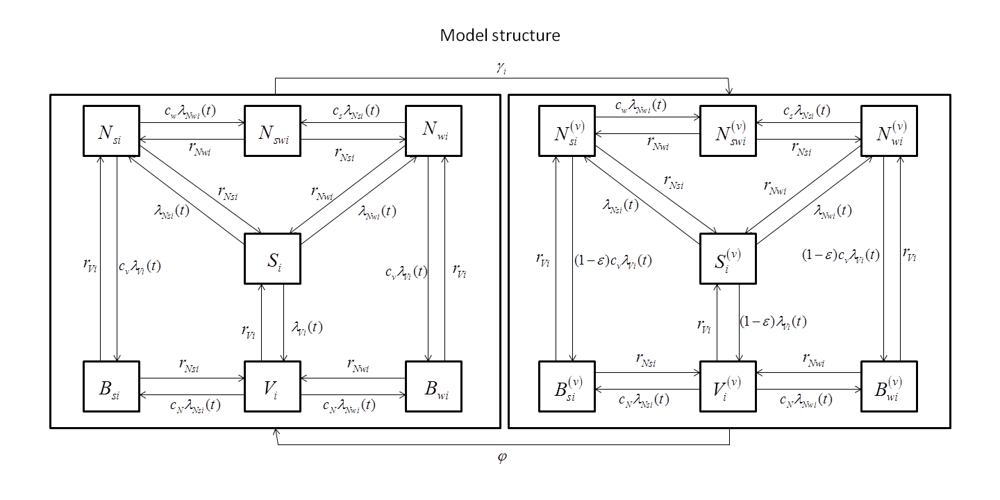 Model structure
γ_i
N_si
c_w λ_Nwi(t)
r_Nwi
N_swi
c_s λ_Nsi(t)
r_Nsi
N_wi
r_Nsi
λ_Nsi(t)
r_Nwi
λ_Nwi(t)
S_i
r_Vi
c_v λ_Vi(t)
c_v λ_Vi(t)
r_Vi
r_Vi
λ_Vi(t)
B_si
r_Nsi
c_N λ_Nsi(t)
V_i
r_Nwi
c_N λ_Nwi(t)
B_wi
N_si^(v)
c_w λ_Nwi(t)
r_Nwi
N_swi^(v)
c_s λ_Nsi(t)
r_Nsi
N_wi^(v)
r_Nsi
λ_Nsi(t)
r_Nwi
λ_Nwi(t)
S_i^(v)
r_Vi
(1−ε)c_v λ_Vi(t)
(1−ε)c_v λ_Vi(t)
r_Vi
r_Vi
(1−ε)λ_Vi(t)
B_si^(v)
r_Nsi
c_N λ_Nsi(t)
V_i^(v)
r_Nwi
c_N λ_Nwi(t)
B_wi^(v)
φ